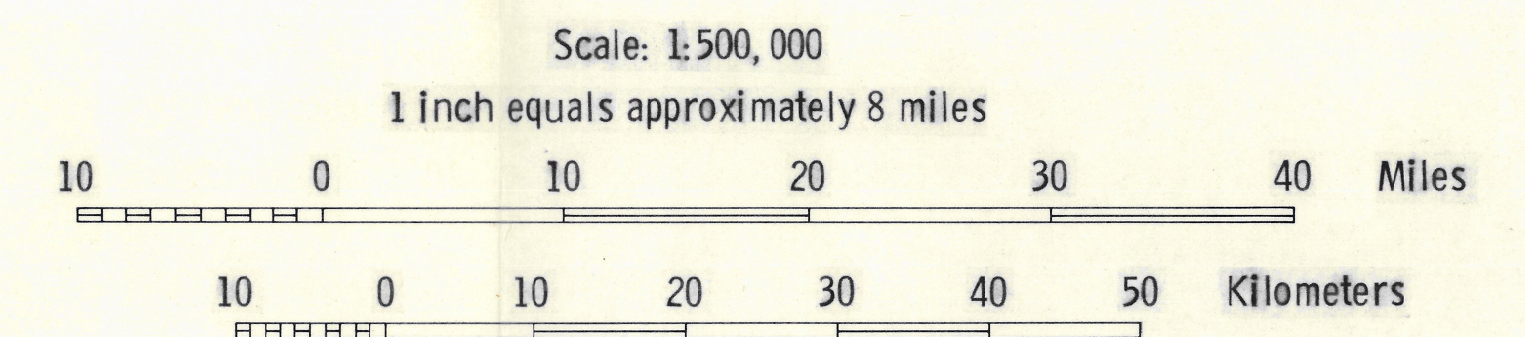 Scale: 1:500,000
1 inch equals approximately 8 miles
10 0 10 20 30 40 Miles
10 0 10 20 30 40 50 Kilometers